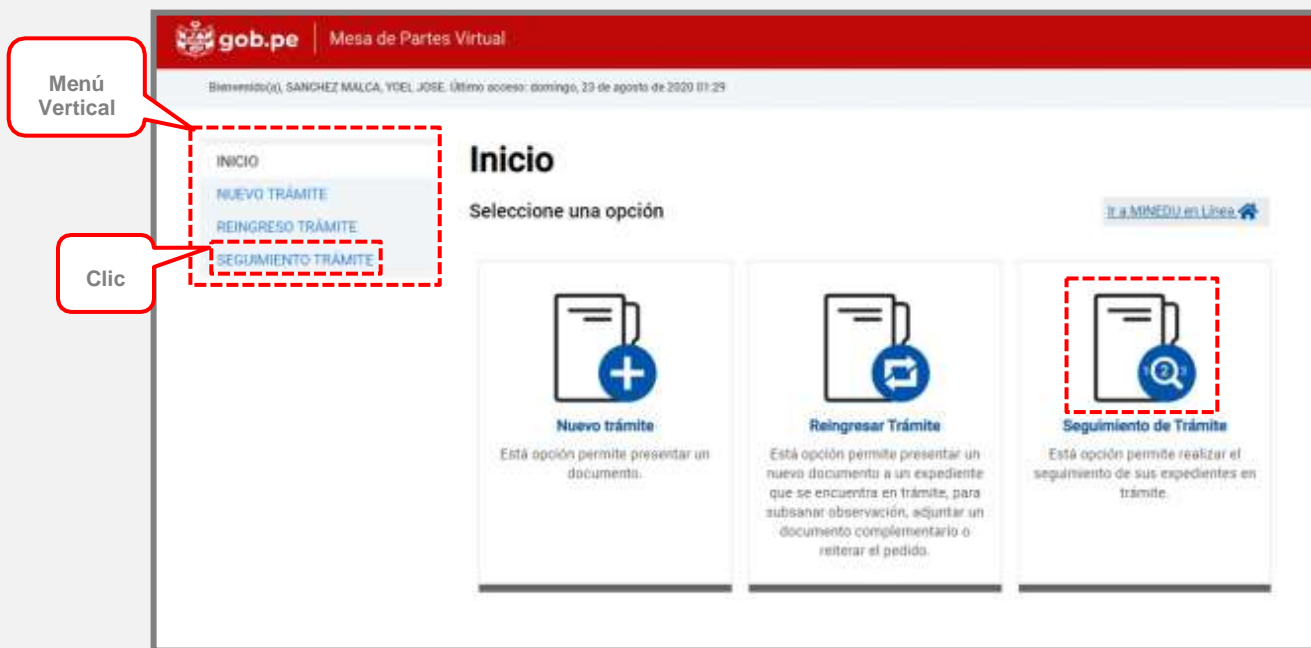 gob.pe
Mesa de Partes Virtual
Menú
Vertical
Bienvenido(a), SANCHEZ MALCA, YOEL JOSE. Último acceso: domingo, 23 de agosto de 2020 01:29
INICIO
NUEVO TRÁMITE
REINGRESO TRÁMITE
SEGUIMIENTO TRÁMITE
Clic
Inicio
Seleccione una opción
Ir a MINEDU en Línea
Nuevo trámite
Está opción permite presentar un
documento.
Reingresar Trámite
Está opción permite presentar un
nuevo documento a un expediente
que se encuentra en trámite, para
subsanar observación, adjuntar un
documento complementario o
reiterar el pedido.
1 2 3
Seguimiento de Trámite
Está opción permite realizar el
seguimiento de sus expedientes en
trámite.